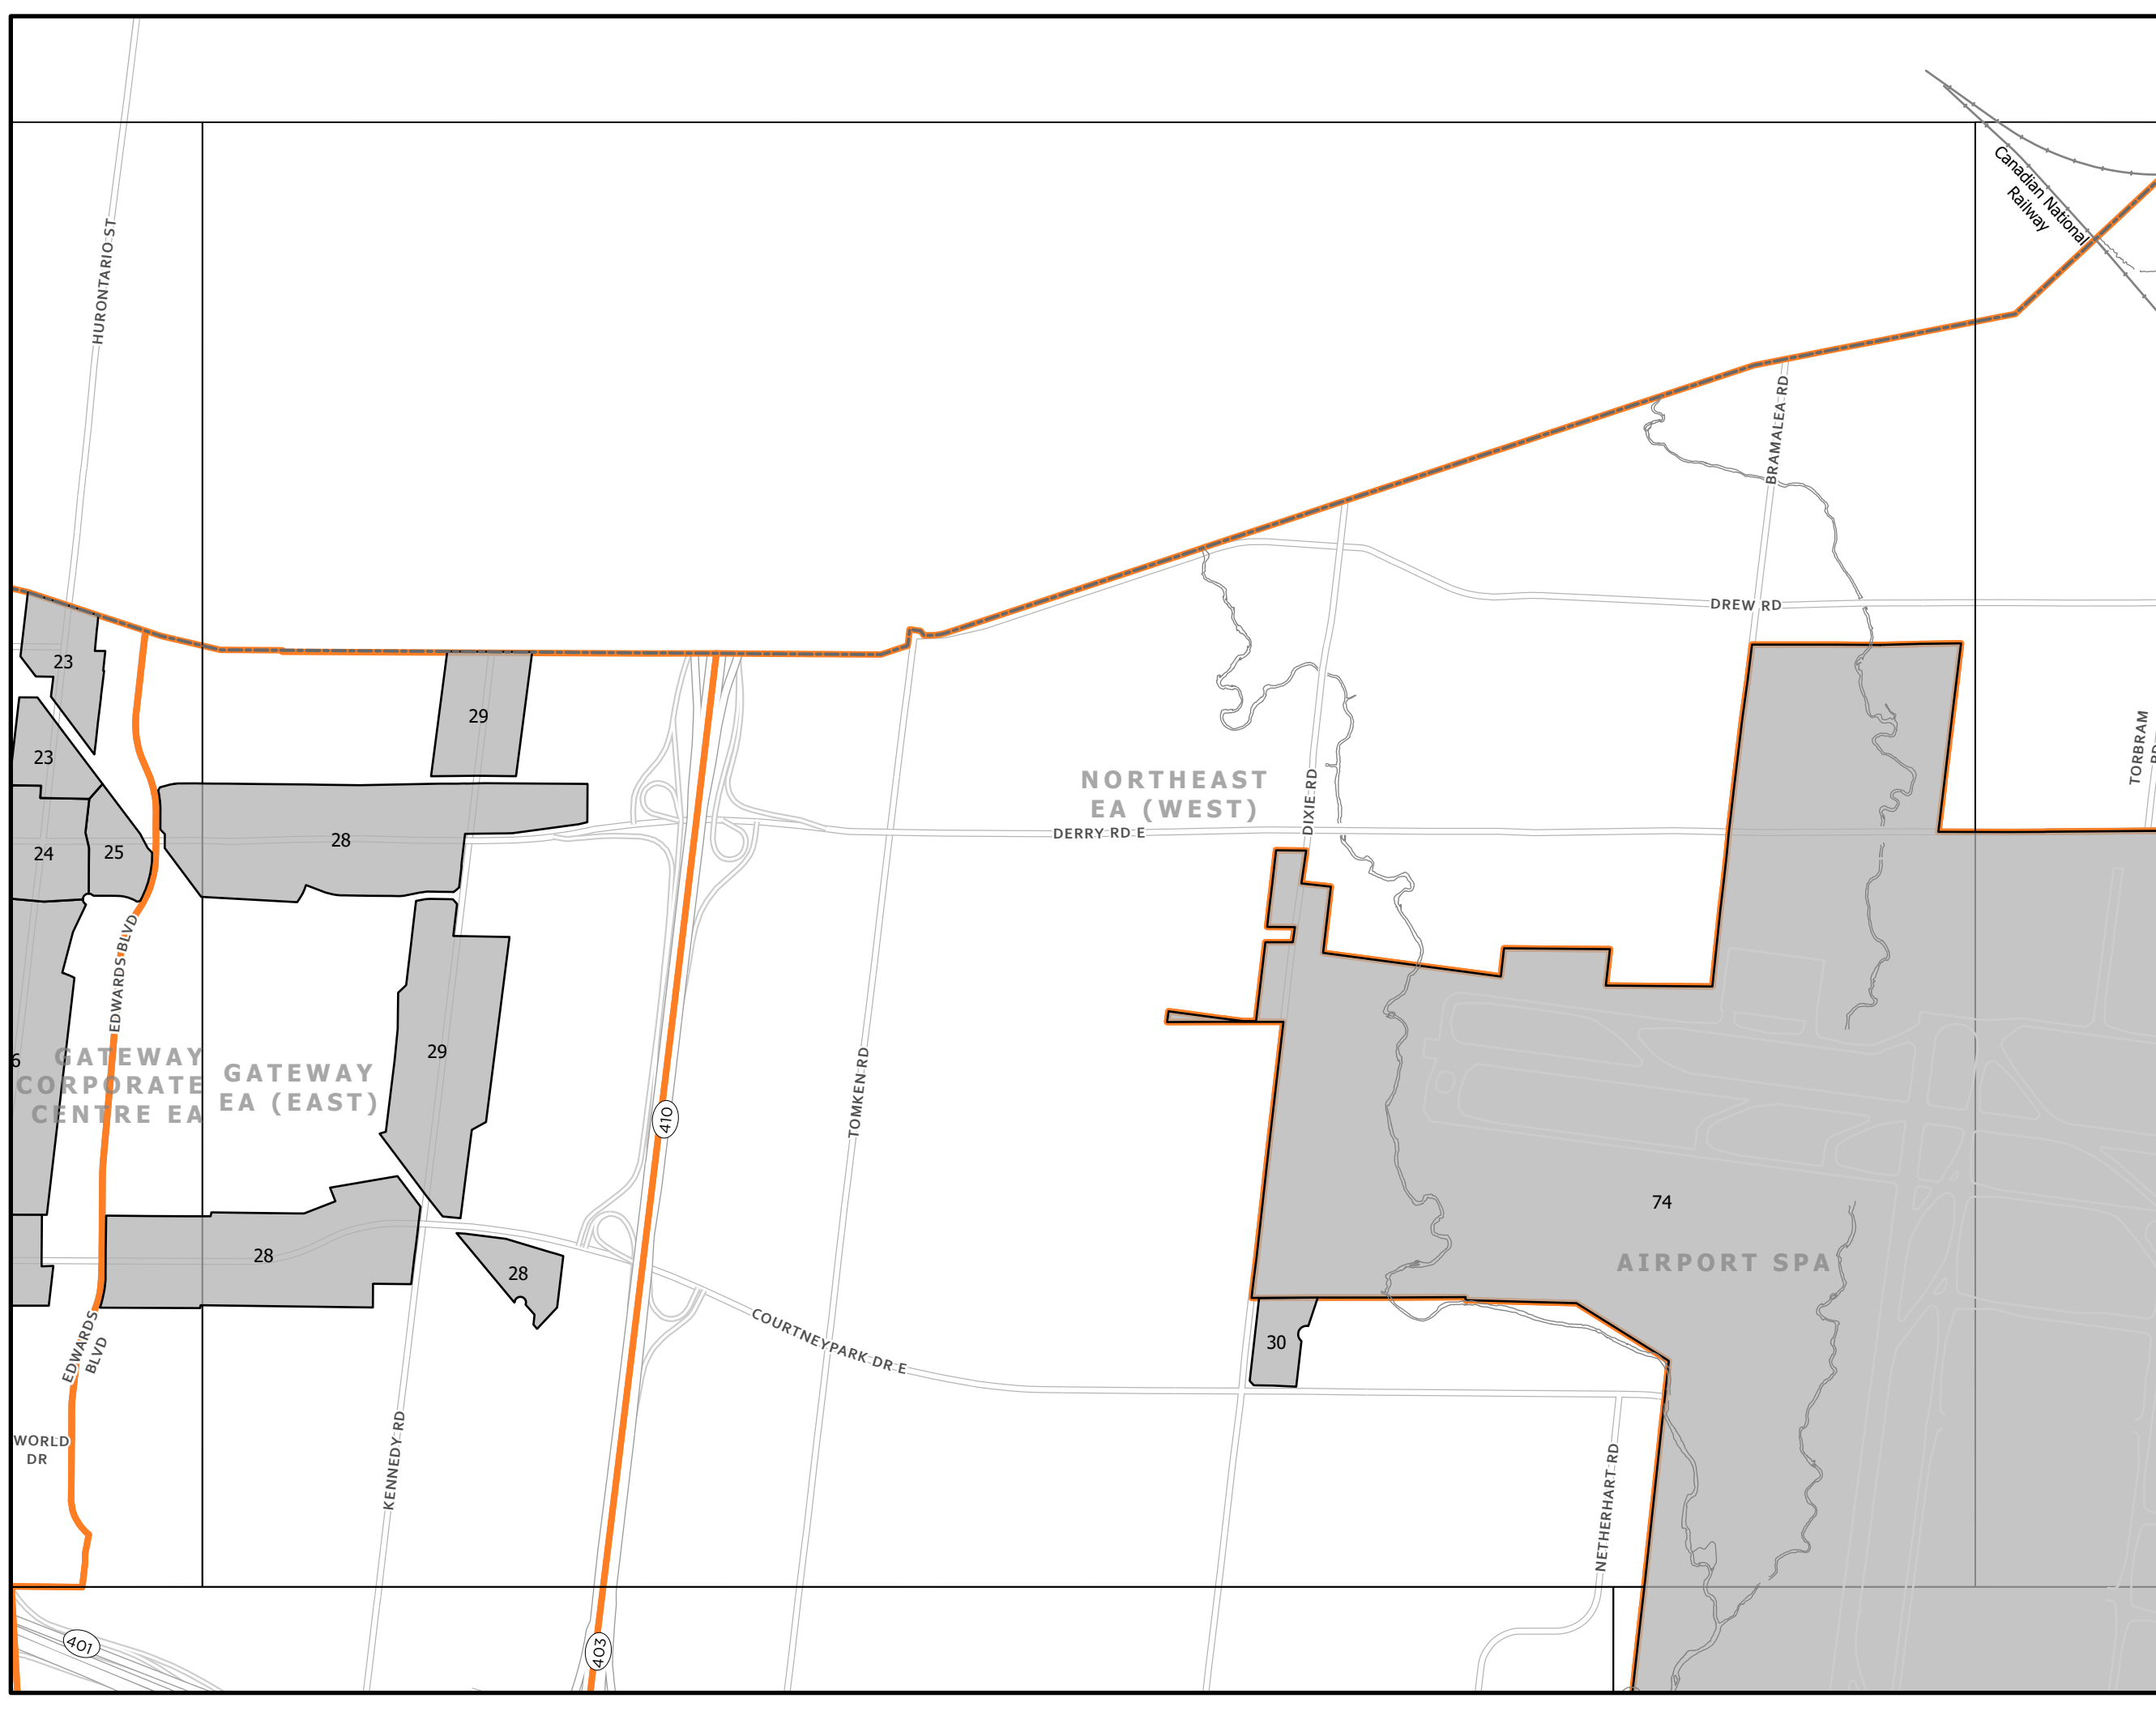 Canadian National
Railway
HURONTARIO ST
BRAMALEA RD
DREW RD
23
29
TORBRAM
NORTHEAST
EA (WEST)
DIXIE RD
23
DERRY RD E
28
24
25
EDWARDS BLVD
6
29
GATEWAY
CORPORATE
CENTRE EA
GATEWAY
EA (EAST)
410
TOMKEN RD
74
AIRPORT SPA
28
28
COURTNEYPARK DR E
30
EDWARDS
BLVD
WORLD
DR
KENNEDY RD
NETHERHART RD
401
403